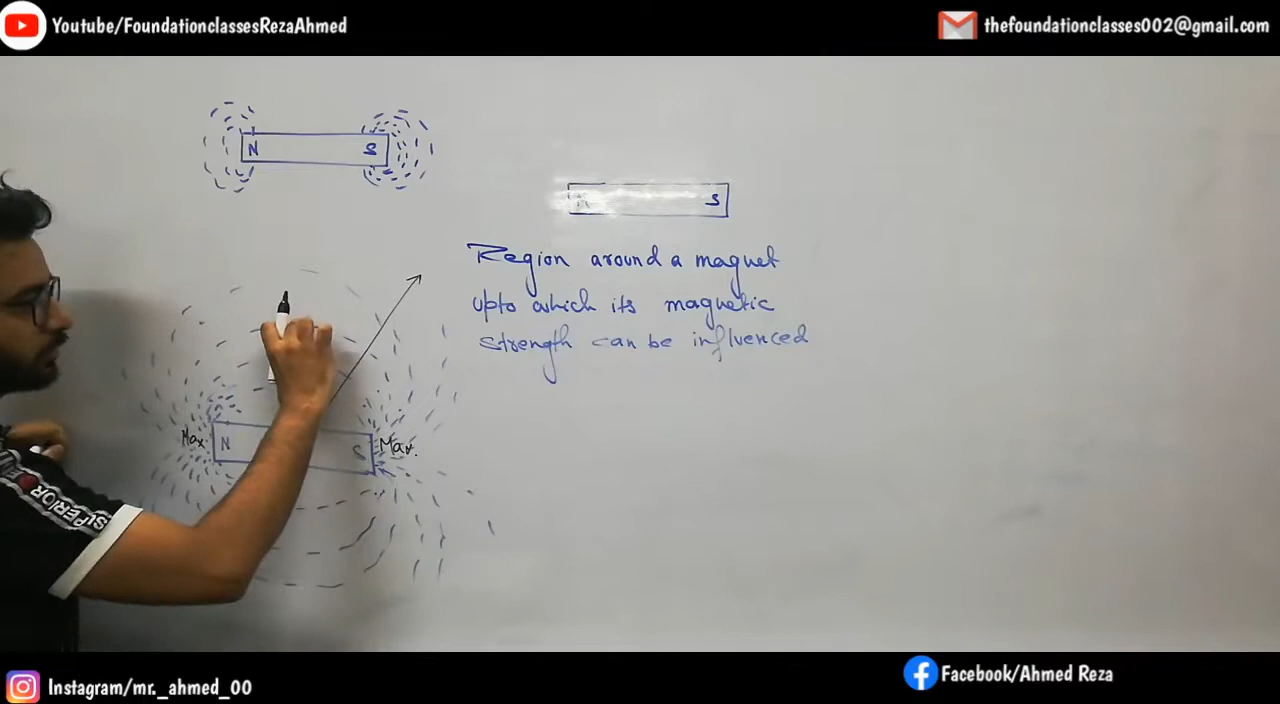 Youtube/FoundationclassesRezaAhmed
thefoundationclasses002@gmail.com
N S
S
Region around a magnet
upto which its magnetic
strength can be influenced
Max N S Max.
SUPERIOR
Instagram/mr._ahmed_00
Facebook/Ahmed Reza